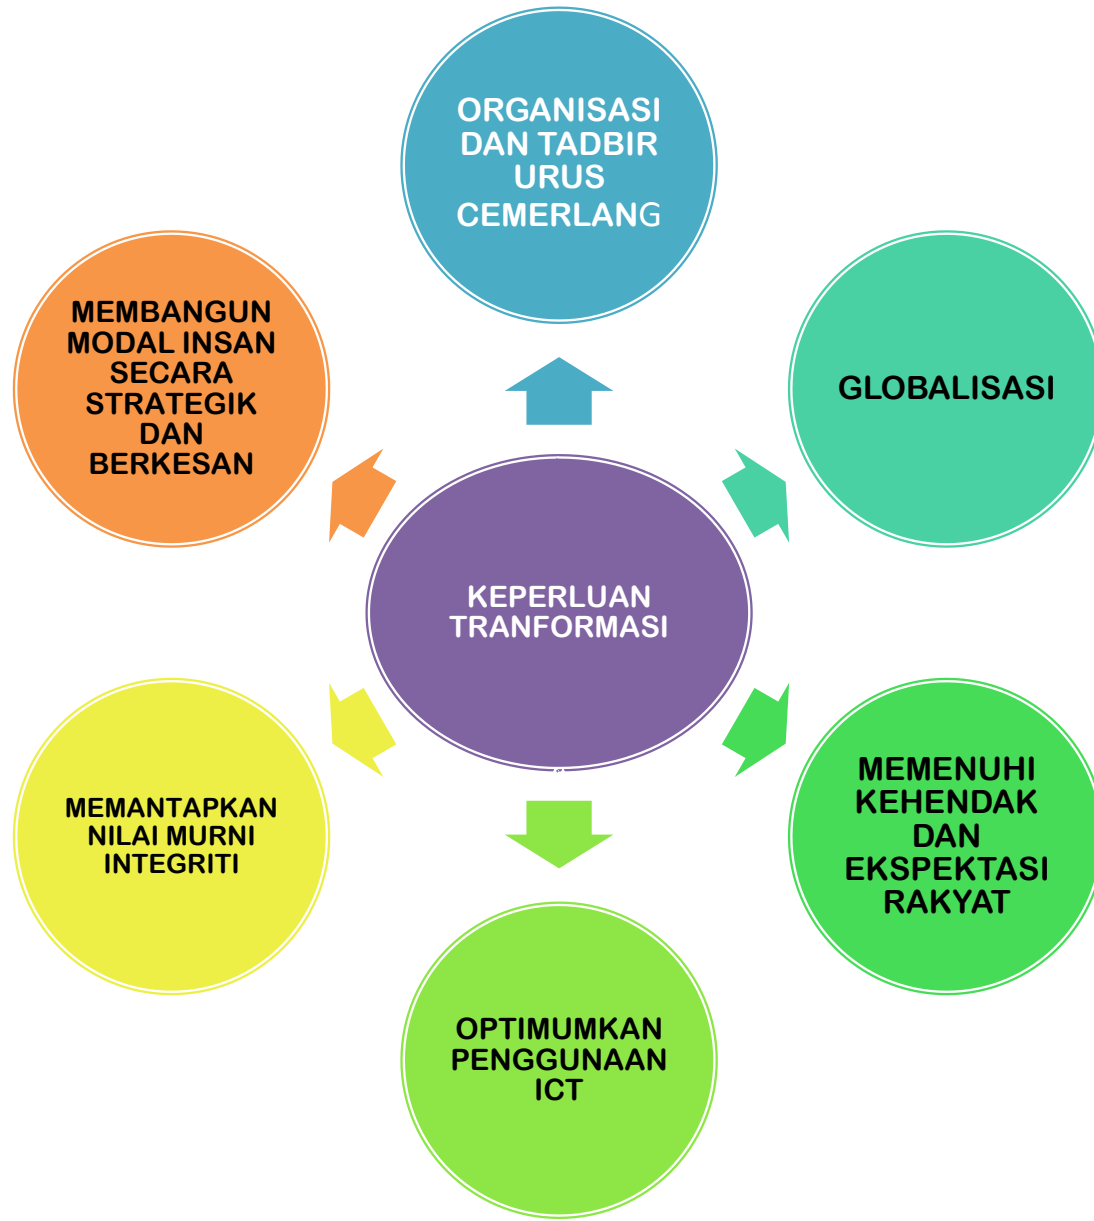 ORGANISASI
DAN TADBIR
URUS
CEMERLANG
GLOBALISASI
MEMENUHI
KEHENDAK
DAN
EKSPEKTASI
RAKYAT
OPTIMUMKAN
PENGGUNAAN
ICT
MEMANTAPKAN
NILAI MURNI
INTEGRITI
MEMBANGUN
MODAL INSAN
SECARA
STRATEGIK
DAN
BERKESAN
KEPERLUAN
TRANFORMASI